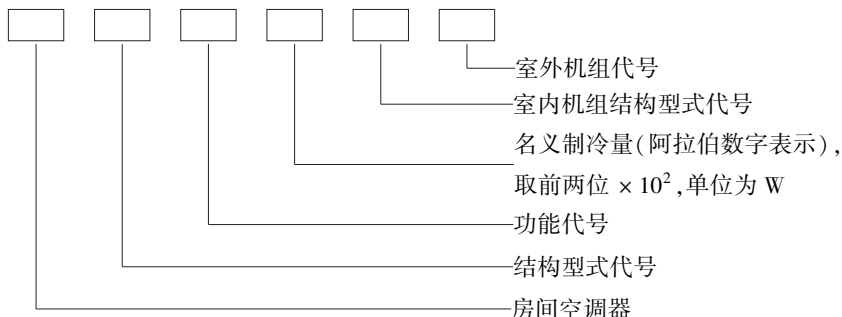 室外机组代号
室内机组结构型式代号
名义制冷量(阿拉伯数字表示),
取前两位 × 10²,单位为 W
功能代号
结构型式代号
房间空调器